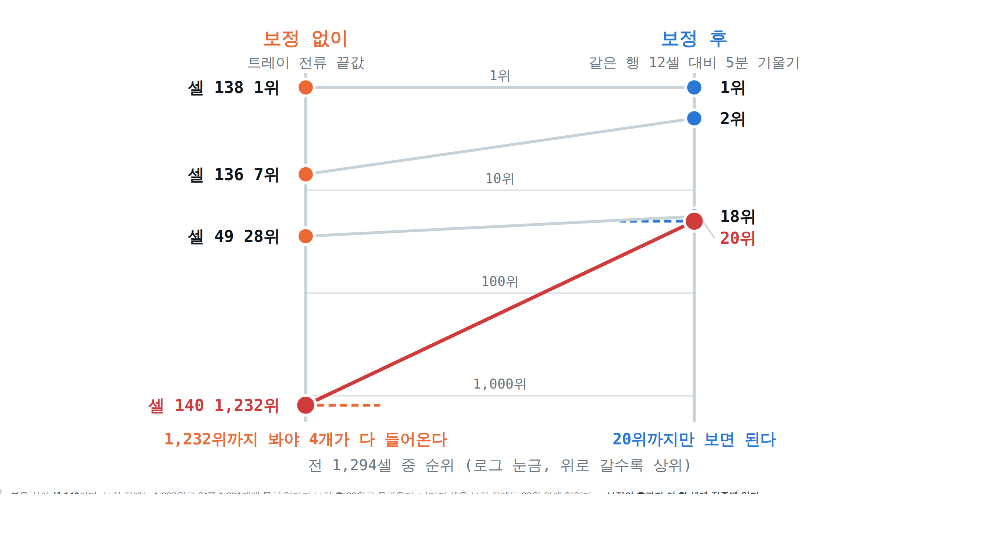 보정 없이
보정 후
트레이 전류 끝값
같은 행 12셀 대비 5분 기울기
1위
셀 138 1위
1위
2위
셀 136 7위
10위
18위
셀 49 28위
20위
100위
1,000위
셀 140 1,232위
1,232위까지 봐야 4개가 다 들어온다
20위까지만 보면 된다
전 1,294셀 중 순위 (로그 눈금, 위로 갈수록 상위)